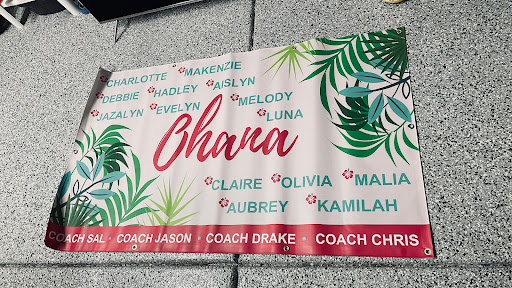 CHARLOTTE MAKENZIE
DEBBIE HADLEY AISLYN
JAZALYN EVELYN MELODY
LUNA
Ohana
CLAIRE OLIVIA MALIA
AUBREY KAMILAH
COACH SAL • COACH JASON • COACH DRAKE • COACH CHRIS